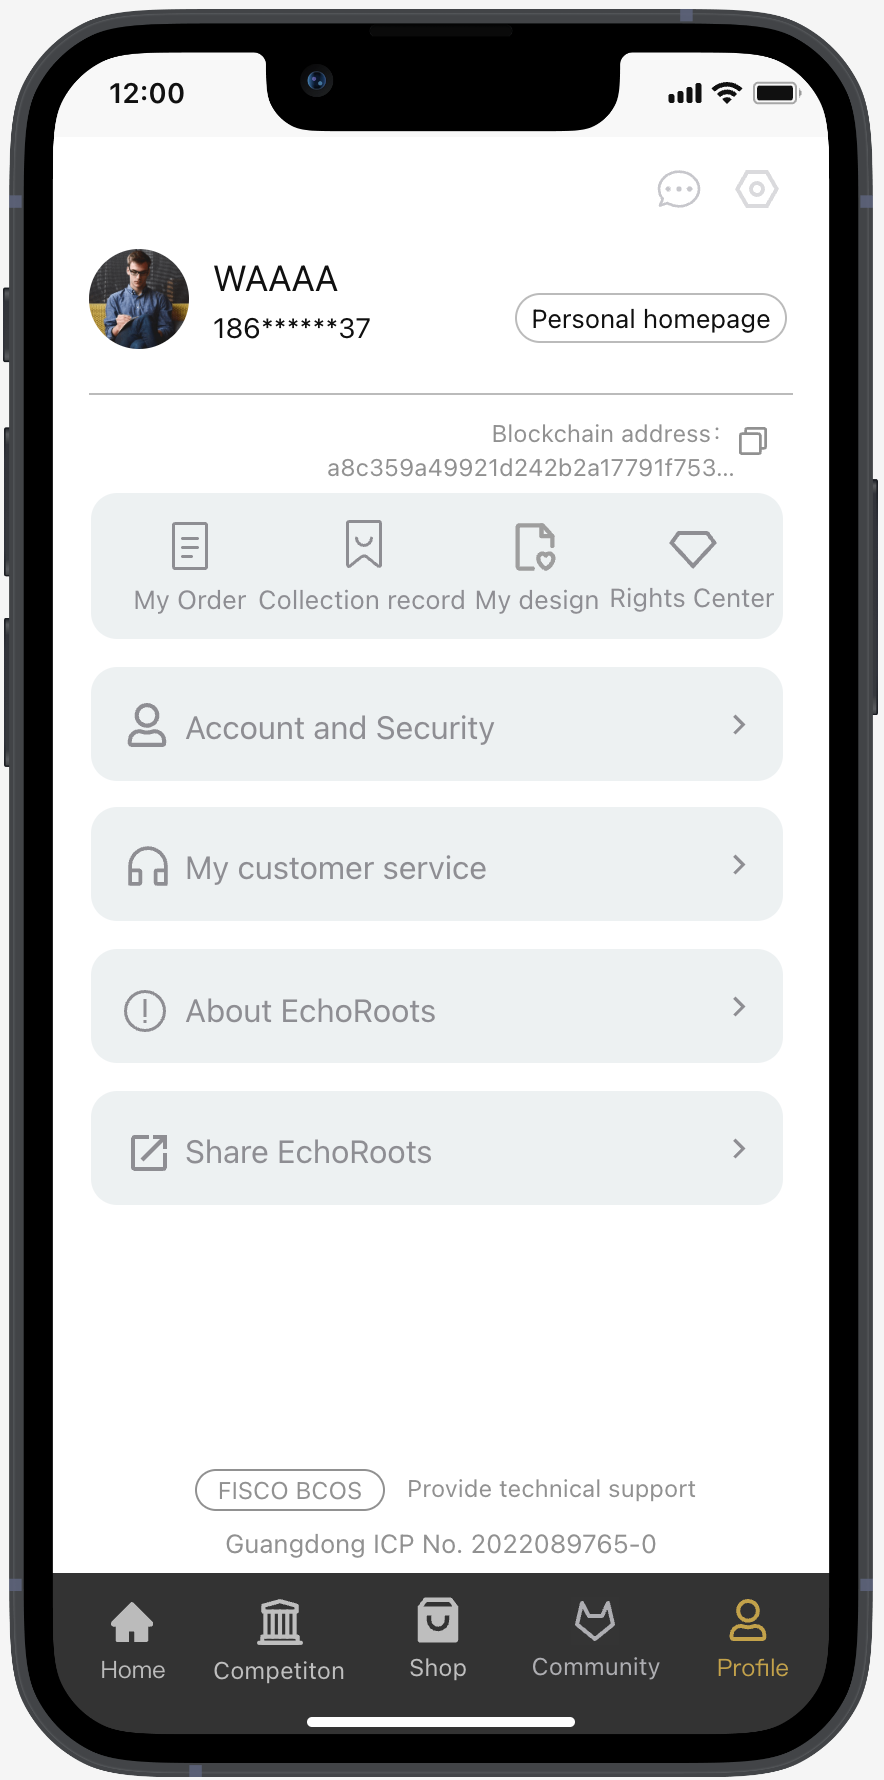 12:00
WAAAA
186******37
Personal homepage
Blockchain address：
a8c359a49921d242b2a17791f753...
My Order
Collection record
My design
Rights Center
Account and Security
My customer service
About EchoRoots
Share EchoRoots
FISCO BCOS
Provide technical support
Guangdong ICP No. 2022089765-0
Home
Competiton
Shop
Community
Profile